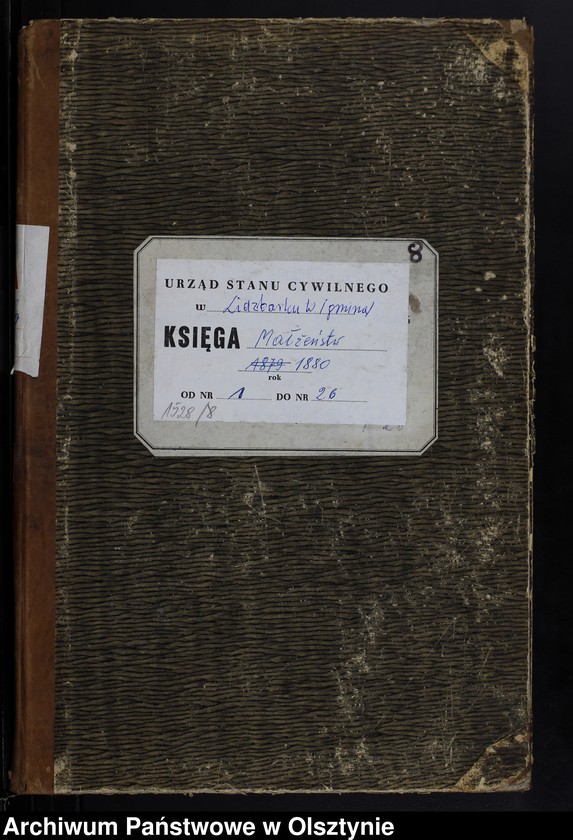 8
URZĄD STANU CYWILNEGO
w Lidzbarku W (gmina)
KSIĘGA Małżeństw
1879 1880
rok
OD NR 1 DO NR 26
1528/8
Archiwum Państwowe w Olsztynie